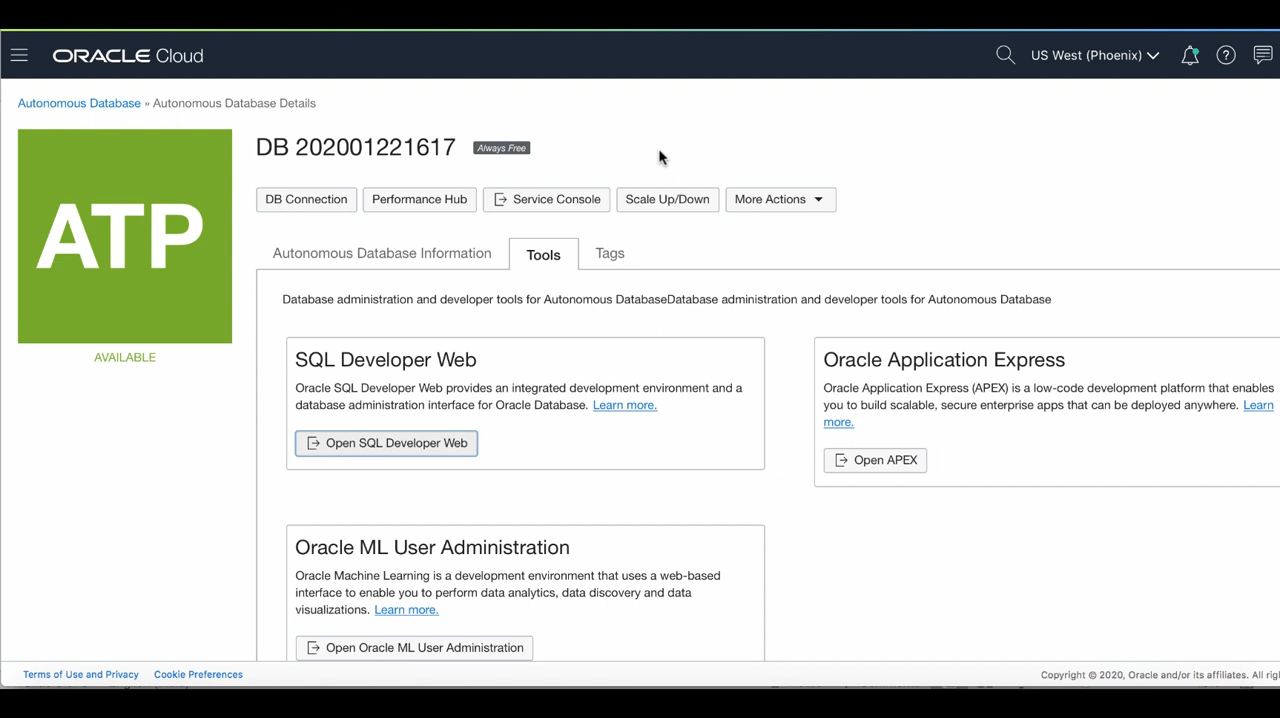 ORACLE Cloud
US West (Phoenix)
Autonomous Database » Autonomous Database Details
ATP
AVAILABLE
DB 202001221617
Always Free
DB Connection
Performance Hub
Service Console
Scale Up/Down
More Actions
Autonomous Database Information
Tools
Tags
Database administration and developer tools for Autonomous DatabaseDatabase administration and developer tools for Autonomous Database
SQL Developer Web
Oracle SQL Developer Web provides an integrated development environment and a
database administration interface for Oracle Database. Learn more.
Open SQL Developer Web
Oracle Application Express
Oracle Application Express (APEX) is a low-code development platform that enables
you to build scalable, secure enterprise apps that can be deployed anywhere. Learn
more.
Open APEX
Oracle ML User Administration
Oracle Machine Learning is a development environment that uses a web-based
interface to enable you to perform data analytics, data discovery and data
visualizations. Learn more.
Open Oracle ML User Administration
Terms of Use and Privacy
Cookie Preferences
Copyright © 2020, Oracle and/or its affiliates. All